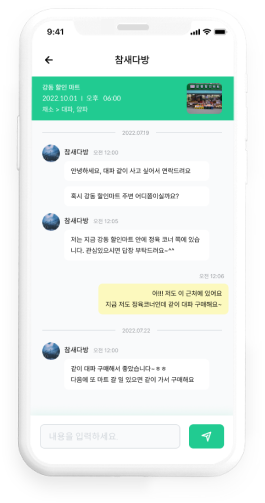 9:41
참새다방
강동 할인 마트
2022.10.01 | 오후 06:00
채소 > 대파, 양파
2022.07.19
참새다방 오전 12:00
안녕하세요, 대파 같이 사고 싶어서 연락드려요
혹시 강동 할인마트 주변 어디쯤이실까요?
참새다방 오전 12:05
저는 지금 강동 할인마트 안에 정육 코너 쪽에 있습
니다. 관심있으시면 답장 부탁드려요~^^
오전 12:06
어!!! 저도 이 근처에 있어요
지금 저도 정육코너인데 같이 대파 구매해요~
2022.07.22
참새다방 오전 12:00
같이 대파 구매해서 좋았습니다~ㅎㅎ
다음에 또 마트 갈 일 있으면 같이 가서 구매해요
내용을 입력하세요.